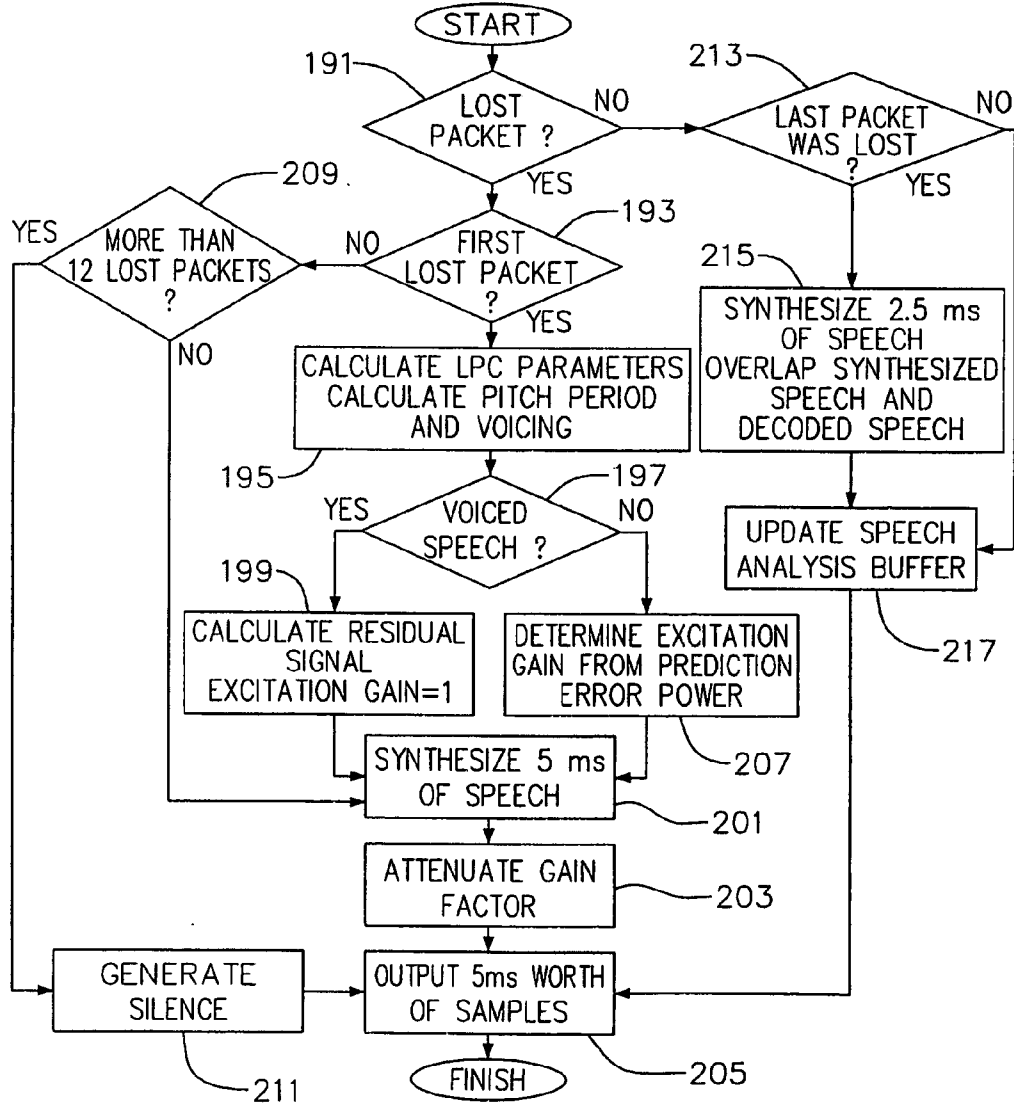 START
191
LOST
PACKET ?
NO
YES
213
LAST PACKET
WAS LOST
?
NO
YES
209
YES
MORE THAN
12 LOST PACKETS
?
NO
193
NO
FIRST
LOST PACKET
?
YES
215
SYNTHESIZE 2.5 ms
OF SPEECH
OVERLAP SYNTHESIZED
SPEECH AND
DECODED SPEECH
CALCULATE LPC PARAMETERS
CALCULATE PITCH PERIOD
AND VOICING
195
197
YES
VOICED
SPEECH ?
NO
UPDATE SPEECH
ANALYSIS BUFFER
217
199
CALCULATE RESIDUAL
SIGNAL
EXCITATION GAIN=1
DETERMINE EXCITATION
GAIN FROM PREDICTION
ERROR POWER
207
SYNTHESIZE 5 ms
OF SPEECH
201
ATTENUATE GAIN
FACTOR
203
GENERATE
SILENCE
211
OUTPUT 5ms WORTH
OF SAMPLES
205
FINISH